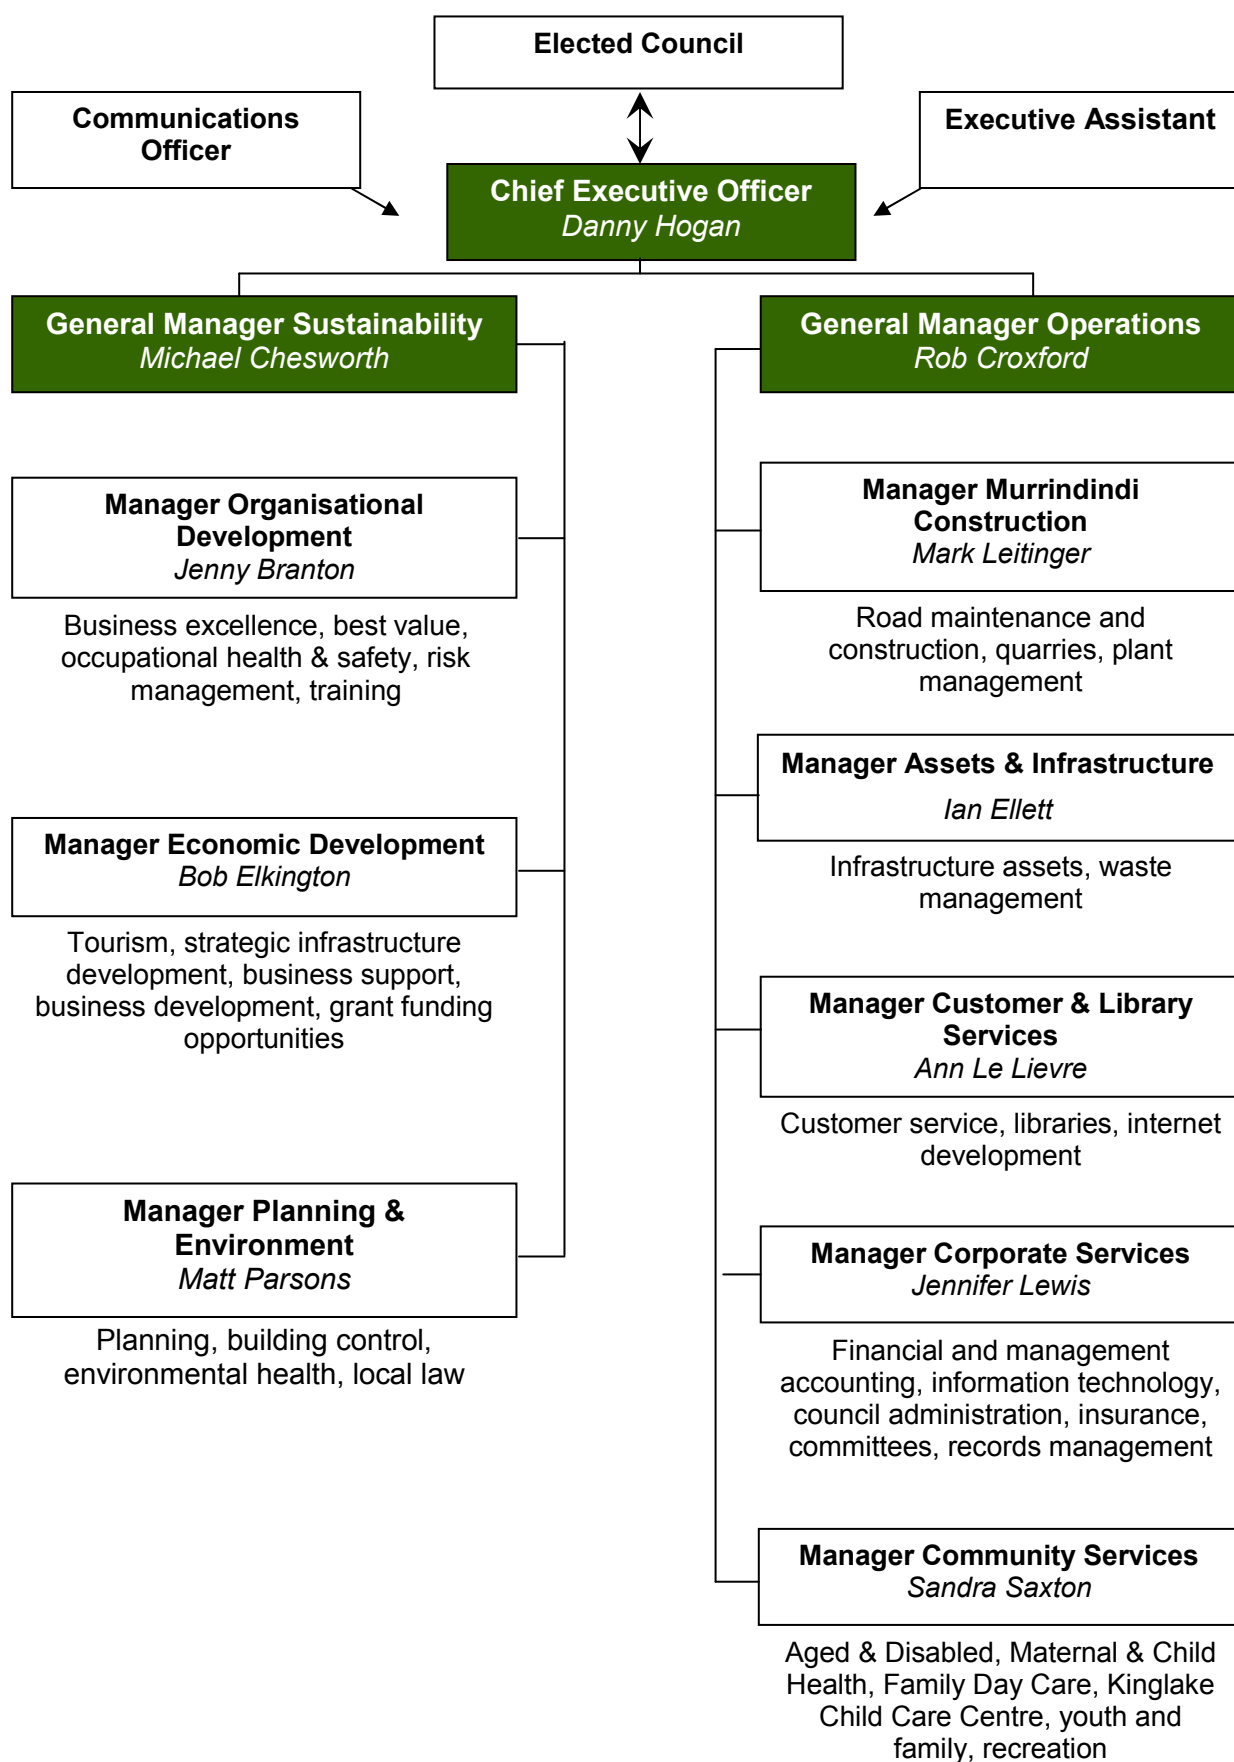 Elected Council
Communications
Officer
Executive Assistant
Chief Executive Officer
Danny Hogan
General Manager Sustainability
Michael Chesworth
Manager Organisational
Development
Jenny Branton
Business excellence, best value,
occupational health & safety, risk
management, training
Manager Economic Development
Bob Elkington
Tourism, strategic infrastructure
development, business support,
business development, grant funding
opportunities
Manager Planning &
Environment
Matt Parsons
Planning, building control,
environmental health, local law
General Manager Operations
Rob Croxford
Manager Murrindindi
Construction
Mark Leitinger
Road maintenance and
construction, quarries, plant
management
Manager Assets & Infrastructure
Ian Ellett
Infrastructure assets, waste
management
Manager Customer & Library
Services
Ann Le Lievre
Customer service, libraries, internet
development
Manager Corporate Services
Jennifer Lewis
Financial and management
accounting, information technology,
council administration, insurance,
committees, records management
Manager Community Services
Sandra Saxton
Aged & Disabled, Maternal & Child
Health, Family Day Care, Kinglake
Child Care Centre, youth and
family, recreation